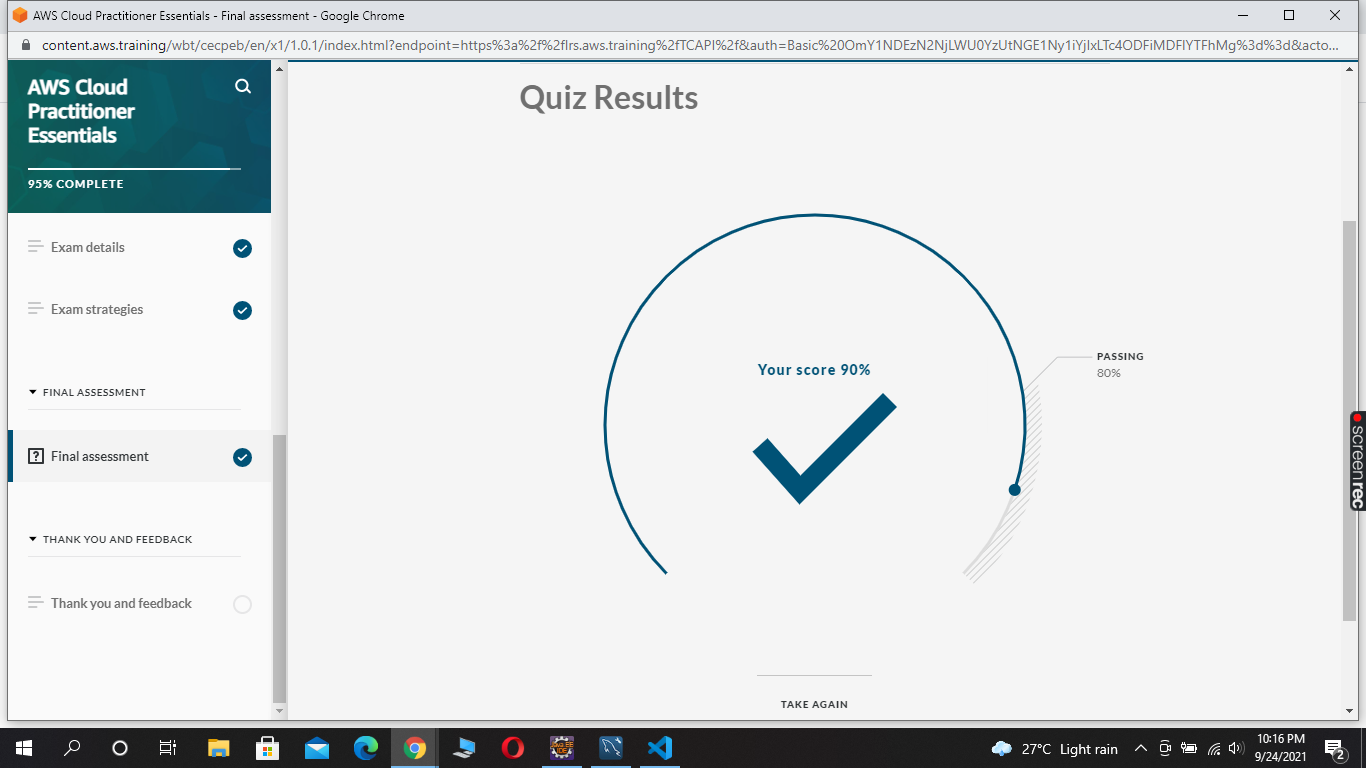 AWS Cloud Practitioner Essentials - Final assessment - Google Chrome
content.aws.training/wbt/cecpeb/en/x1/1.0.1/index.html?endpoint=https%3a%2f%2flrs.aws.training%2fTCAPI%2f&auth=Basic%20OmY1NDEzN2NjLWU0YzUtNGE1Ny1iYjIxLTc4ODFiMDFlYTFhMg%3d%3d&acto...
AWS Cloud
Practitioner
Essentials
95% COMPLETE
Exam details
Exam strategies
FINAL ASSESSMENT
Final assessment
THANK YOU AND FEEDBACK
Thank you and feedback
Quiz Results
Your score 90%
PASSING
80%
TAKE AGAIN
screenrec
27°C Light rain
10:16 PM
9/24/2021
2